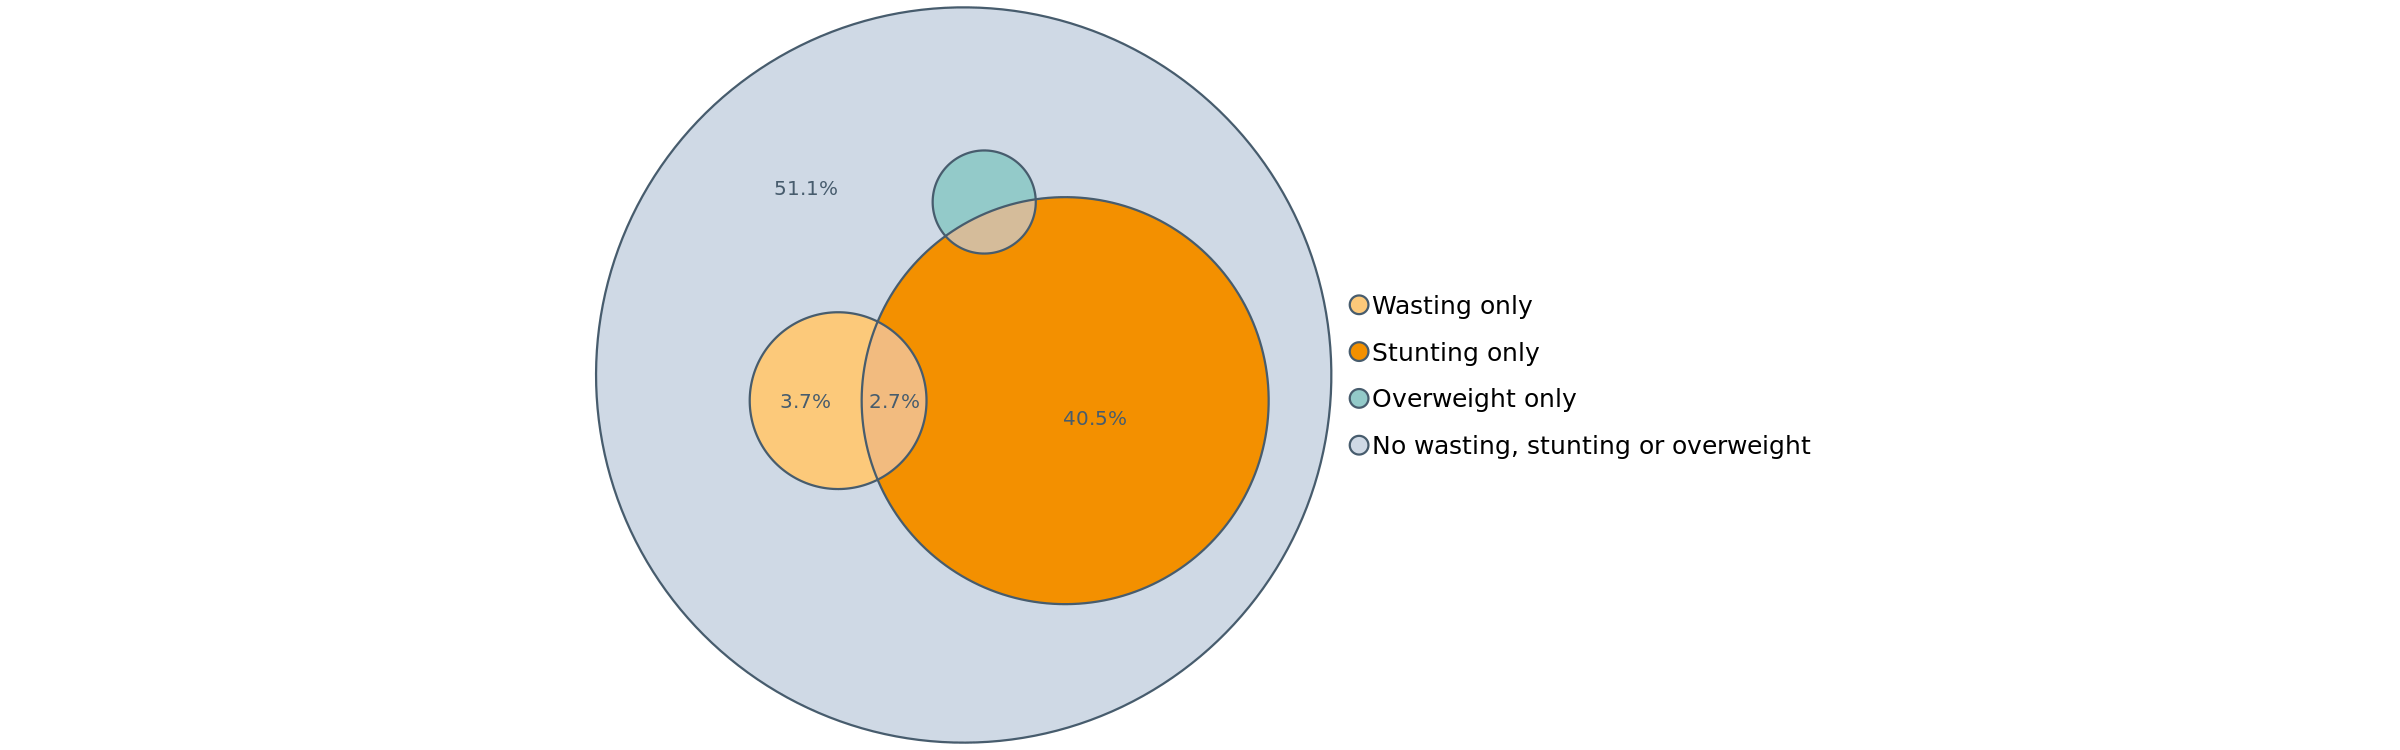 51.1%
3.7%
2.7%
40.5%
Wasting only
Stunting only
Overweight only
No wasting, stunting or overweight